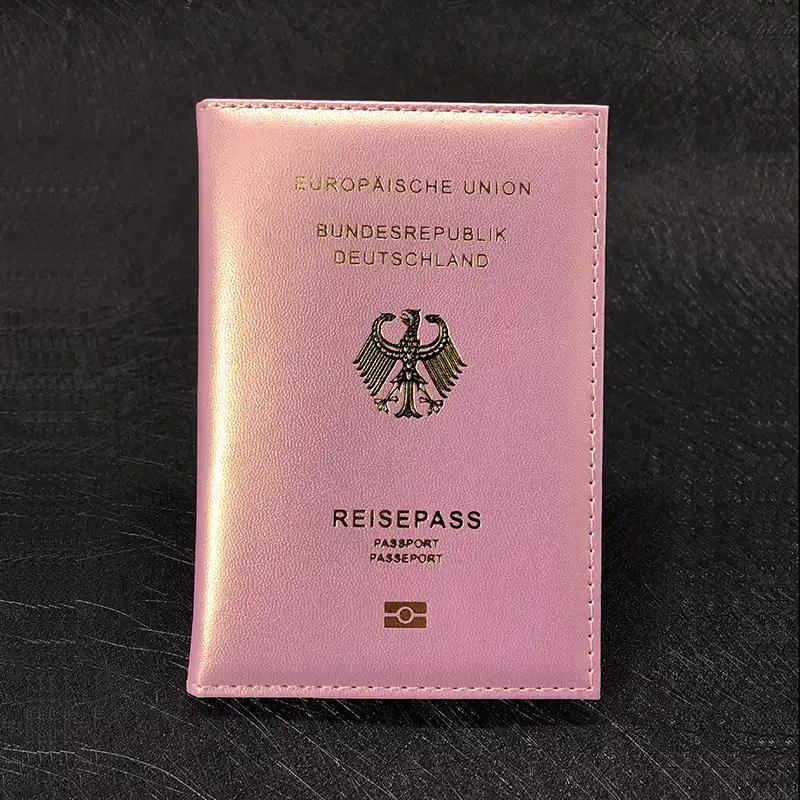 EUROPÄISCHE UNION
BUNDESREPUBLIK
DEUTSCHLAND
REISEPASS
PASSPORT
PASSEPORT